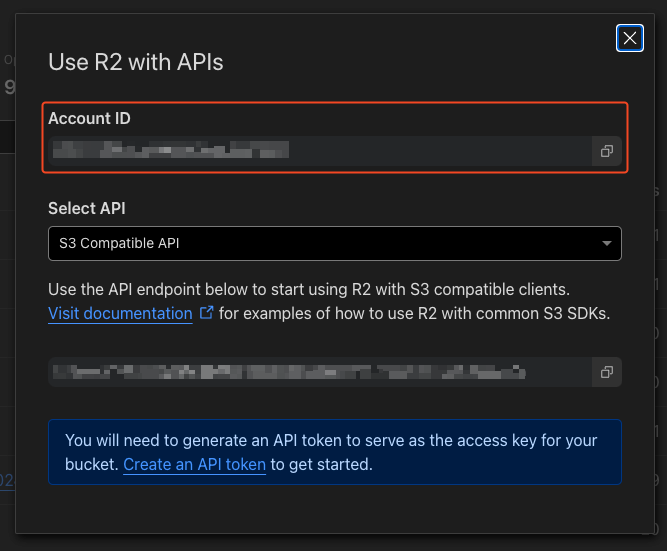 Use R2 with APIs
Account ID
Select API
S3 Compatible API
Use the API endpoint below to start using R2 with S3 compatible clients.
Visit documentation for examples of how to use R2 with common S3 SDKs.
You will need to generate an API token to serve as the access key for your
bucket. Create an API token to get started.